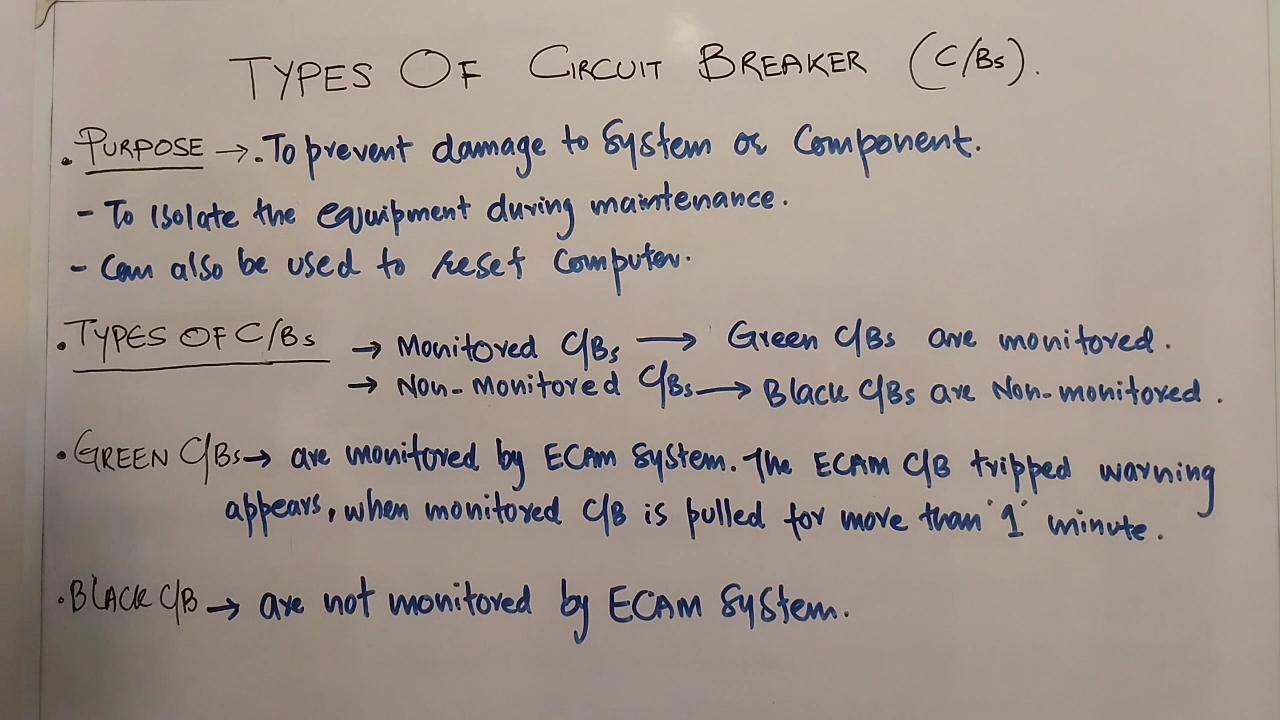 TYPES OF CIRCUIT BREAKER (C/Bs).
. PURPOSE → . To prevent damage to System or Component.
- To Isolate the equipment during maintenance.
- Can also be used to reset Computer.
. TYPES OF C/Bs → Monitored C/Bs → Green C/Bs are monitored.
→ Non-Monitored C/Bs → Black C/Bs are Non-monitored.
. GREEN C/Bs → are monitored by ECAM System. The ECAM C/B tripped warning
appears, when monitored C/B is pulled for more than '1' minute.
. BLACK C/B → are not monitored by ECAM System.